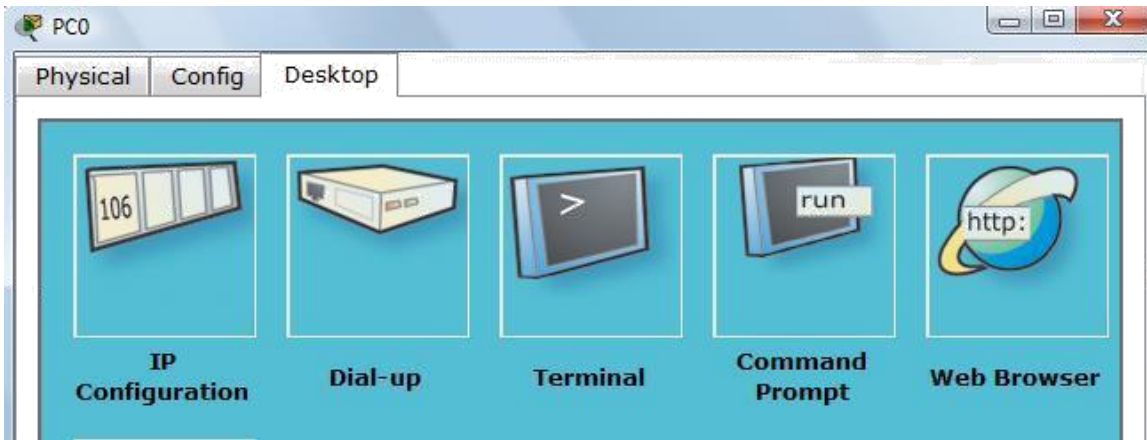 PC0
Physical Config Desktop
106
>
run
http:
IP
Configuration
Dial-up
Terminal
Command
Prompt
Web Browser